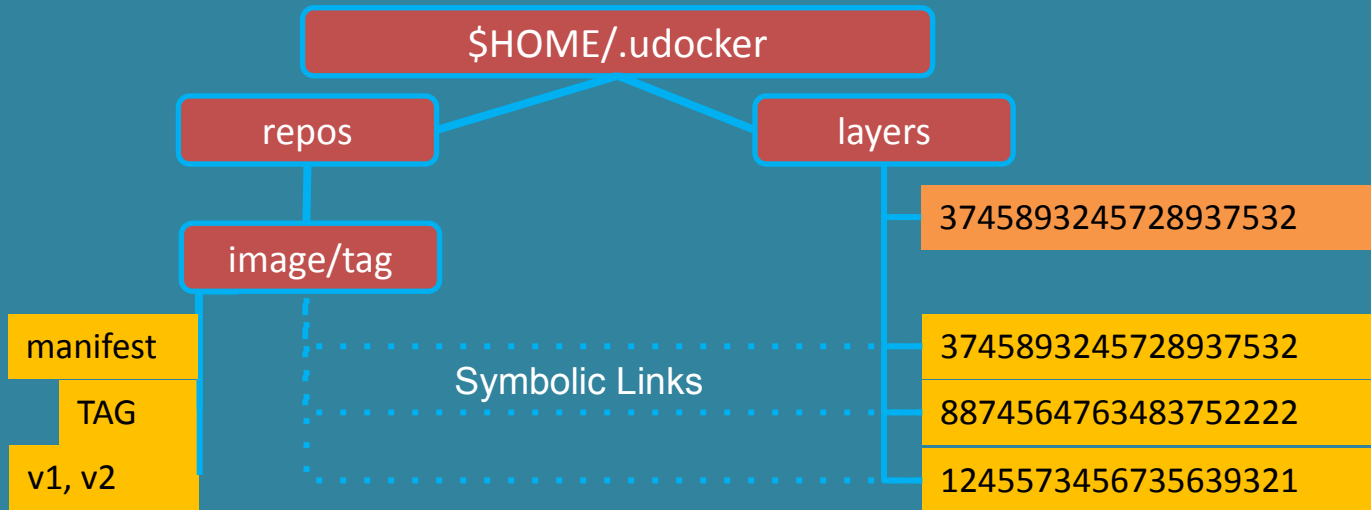 $HOME/.udocker
repos
layers
3745893245728937532
image/tag
manifest
3745893245728937532
Symbolic Links
TAG
8874564763483752222
v1, v2
1245573456735639321